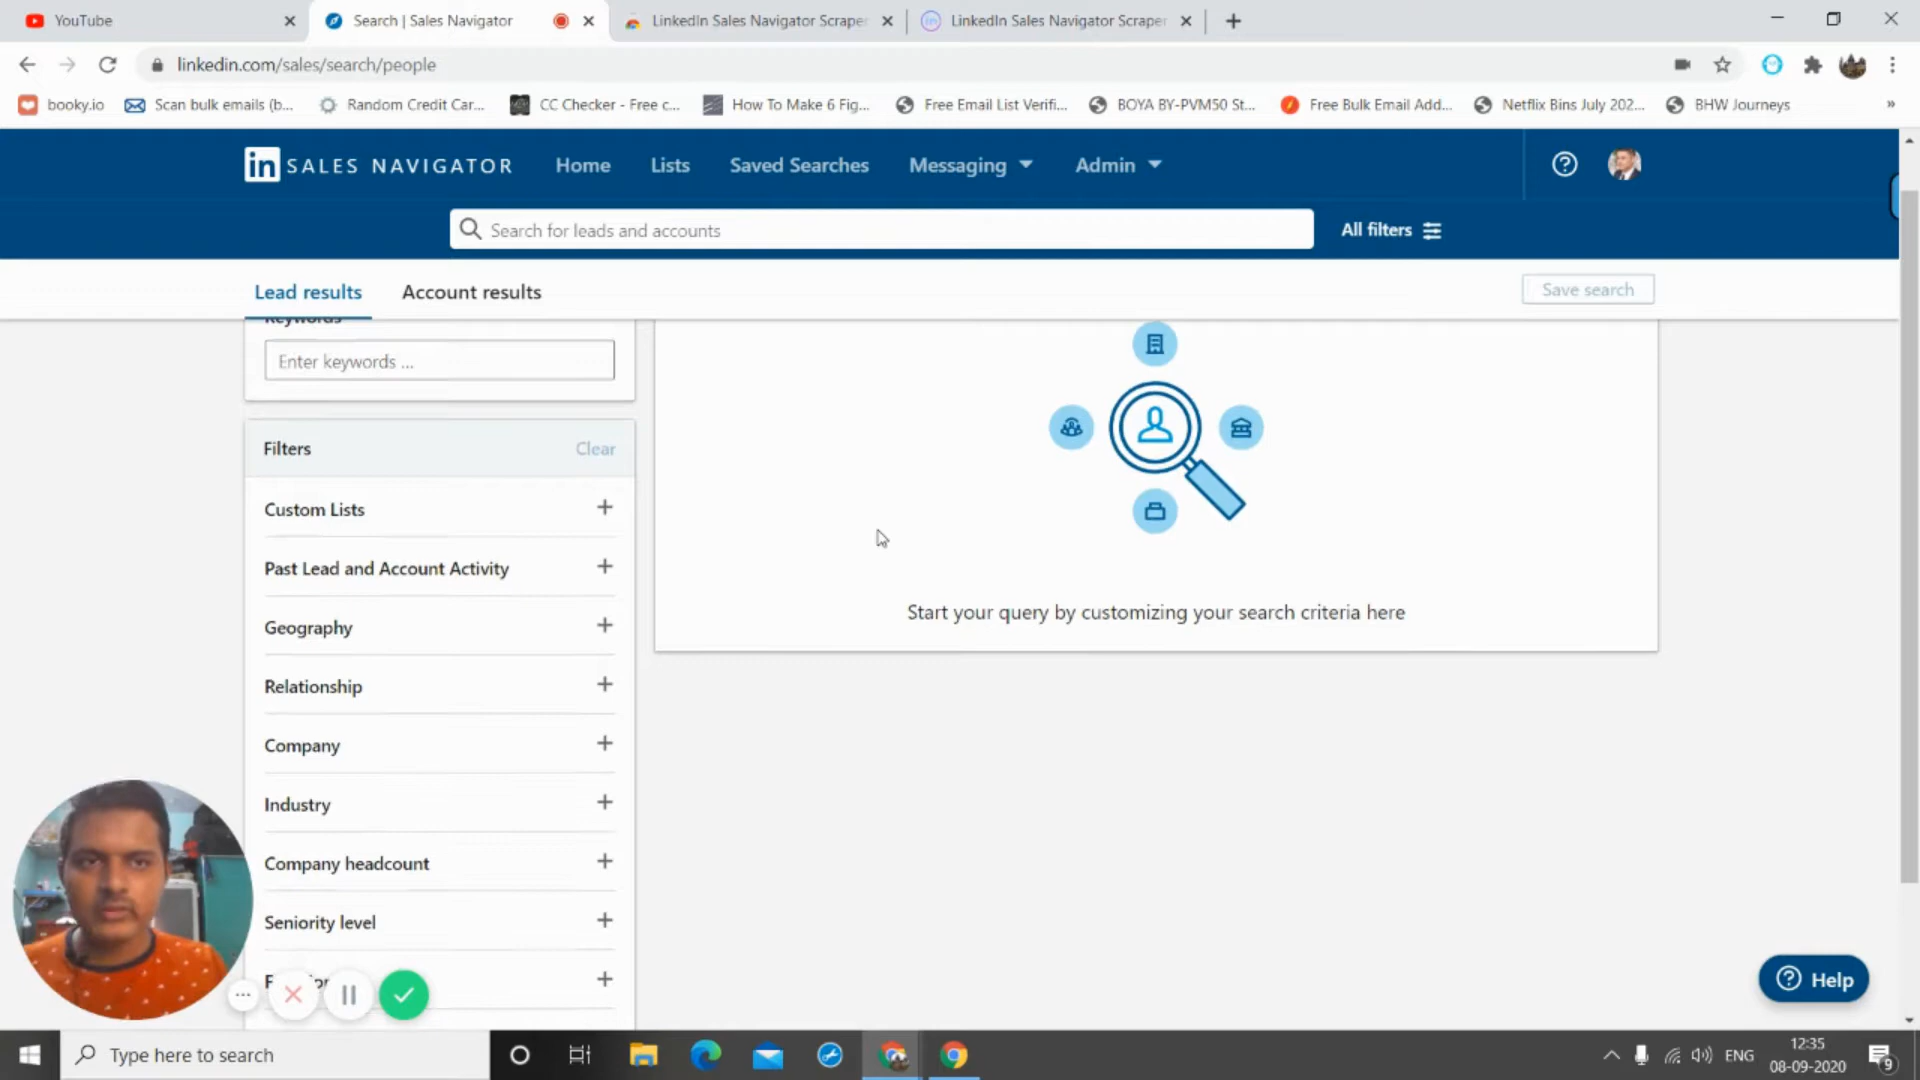 YouTube
Search | Sales Navigator
LinkedIn Sales Navigator Scraper
LinkedIn Sales Navigator Scraper
linkedin.com/sales/search/people
booky.io
Scan bulk emails (b...
Random Credit Car...
CC Checker - Free c...
How To Make 6 Fig...
Free Email List Verifi...
BOYA BY-PVM50 St...
Free Bulk Email Add...
Netflix Bins July 202...
BHW Journeys
»
in SALES NAVIGATOR
Home
Lists
Saved Searches
Messaging
Admin
Search for leads and accounts
All filters
Lead results
Account results
Save search
Keywords
Enter keywords ...
Filters
Clear
Custom Lists
Past Lead and Account Activity
Geography
Relationship
Company
Industry
Company headcount
Seniority level
Start your query by customizing your search criteria here
Help
Type here to search
ENG
12:35
08-09-2020
9